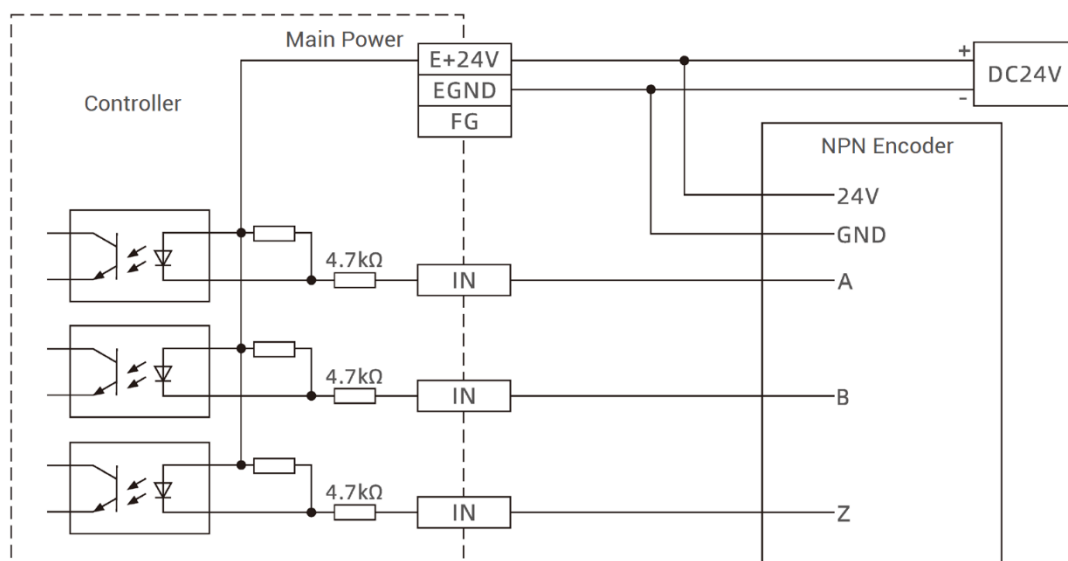 Main Power
E+24V
+
DC24V
EGND
-
Controller
FG
NPN Encoder
24V
GND
4.7kΩ
IN
A
4.7kΩ
IN
B
4.7kΩ
IN
Z